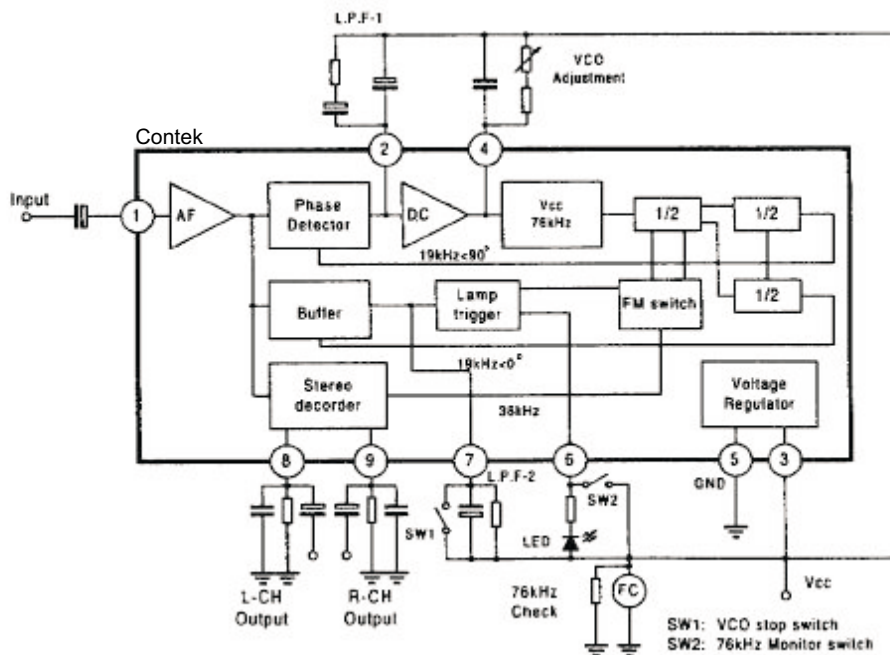 L.P.F-1
VCO
Adjustment
Contek
2
4
Input
1
AF
Phase
Detector
DC
Vcc
76kHz
1/2
1/2
19kHz<90°
Buffer
Lamp
trigger
FM switch
1/2
19kHz<0°
Stereo
decorder
38kHz
Voltage
Regulator
8
9
7
6
5
3
L.P.F-2
GND
SW2
SW1
LED
L-CH
Output
R-CH
Output
76kHz
Check
FC
Vcc
SW1: VCO stop switch
SW2: 76kHz Monitor switch